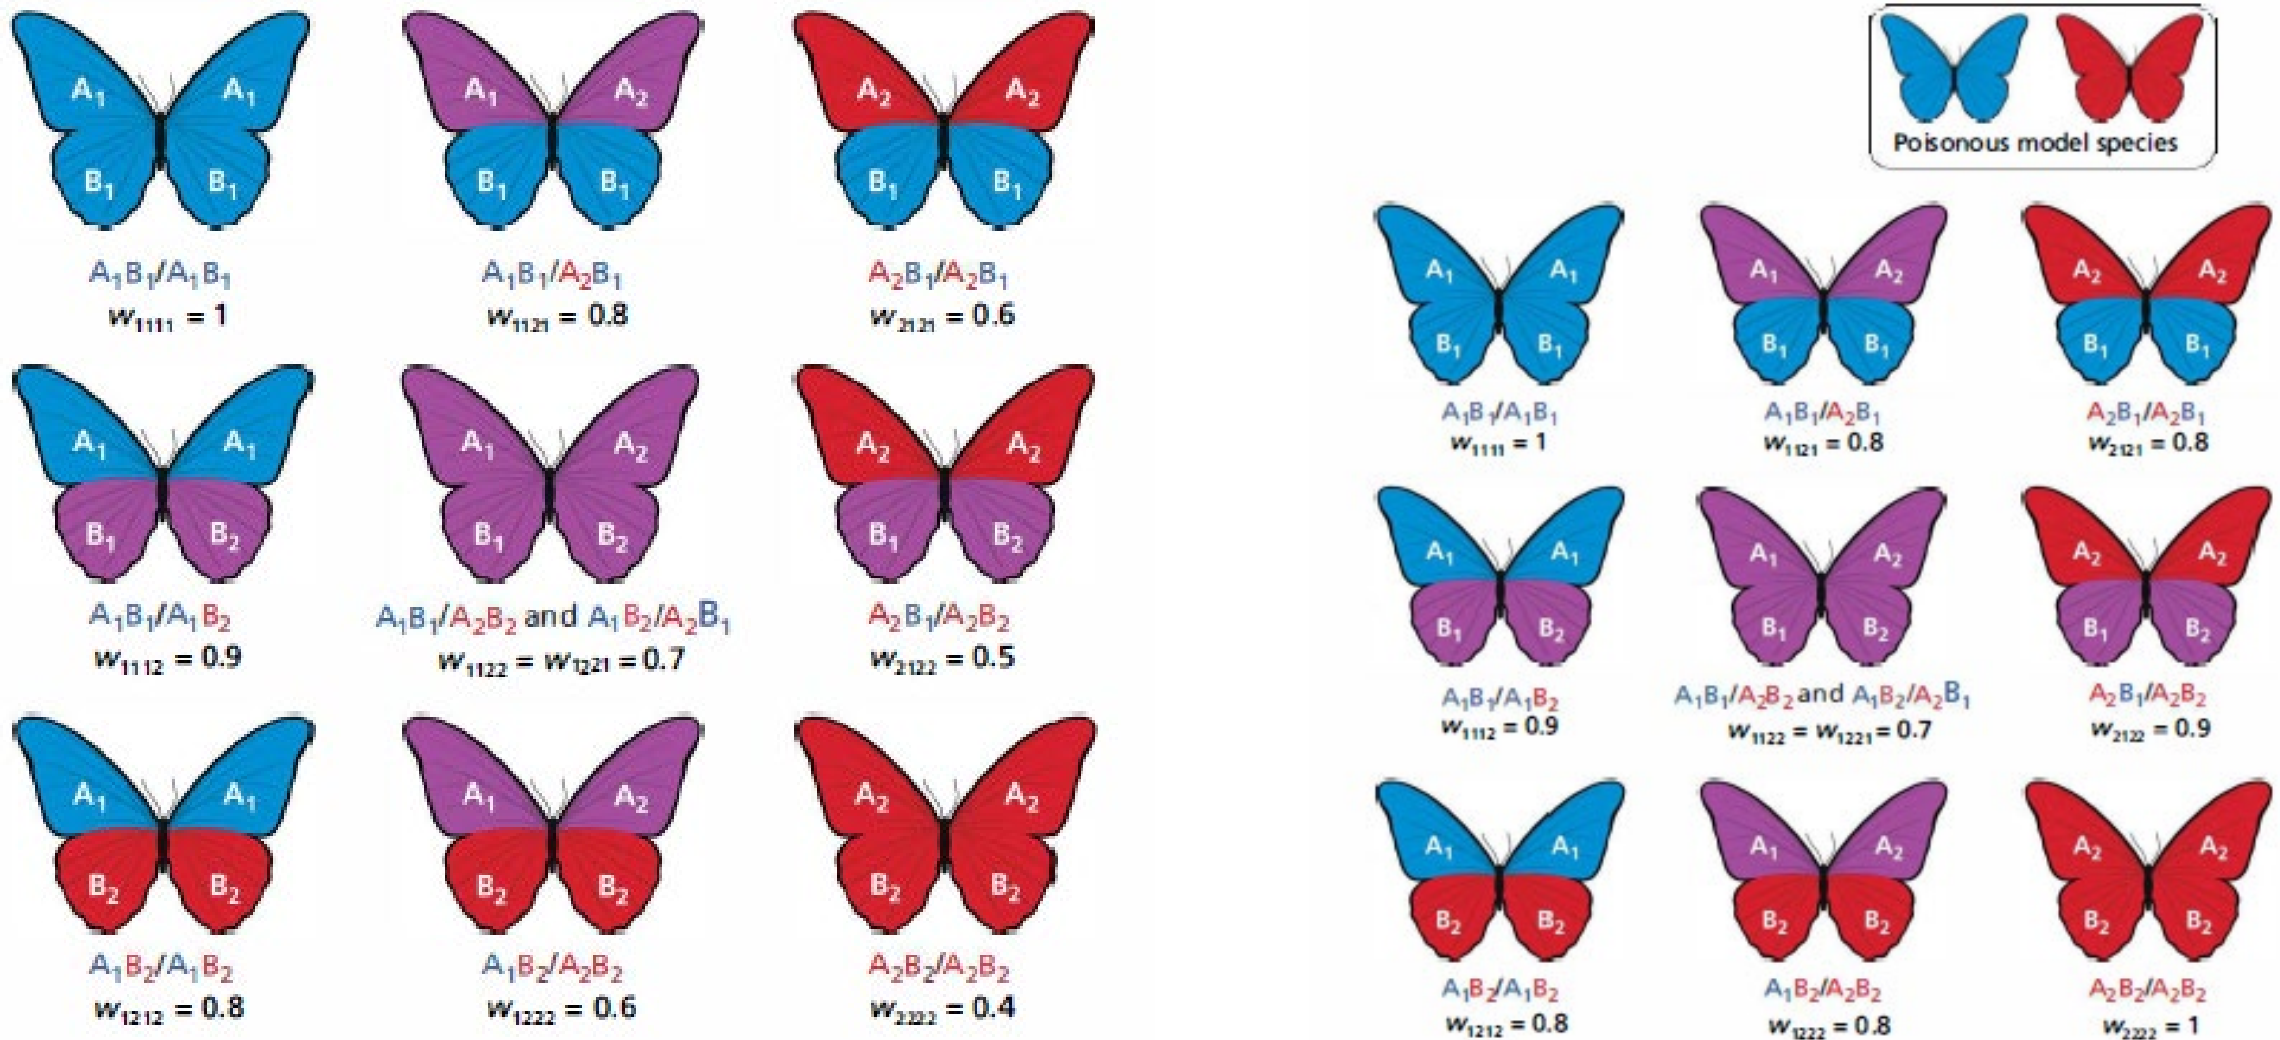 A₁ A₁
B₁ B₁
A₁B₁/A₁B₁
w₁₁₁₁ = 1
A₁ A₂
B₁ B₁
A₁B₁/A₂B₁
w₁₁₂₁ = 0.8
A₂ A₂
B₁ B₁
A₂B₁/A₂B₁
w₂₁₂₁ = 0.6
A₁ A₁
B₁ B₂
A₁B₁/A₁B₂
w₁₁₁₂ = 0.9
A₁ A₂
B₁ B₂
A₁B₁/A₂B₂ and A₁B₂/A₂B₁
w₁₁₂₂ = w₁₂₂₁ = 0.7
A₂ A₂
B₁ B₂
A₂B₁/A₂B₂
w₂₁₂₂ = 0.5
A₁ A₁
B₂ B₂
A₁B₂/A₁B₂
w₁₂₁₂ = 0.8
A₁ A₂
B₂ B₂
A₁B₂/A₂B₂
w₁₂₂₂ = 0.6
A₂ A₂
B₂ B₂
A₂B₂/A₂B₂
w₂₂₂₂ = 0.4
Poisonous model species
A₁ A₁
B₁ B₁
A₁B₁/A₁B₁
w₁₁₁₁ = 1
A₁ A₂
B₁ B₁
A₁B₁/A₂B₁
w₁₁₂₁ = 0.8
A₂ A₂
B₁ B₁
A₂B₁/A₂B₁
w₂₁₂₁ = 0.8
A₁ A₁
B₁ B₂
A₁B₁/A₁B₂
w₁₁₁₂ = 0.9
A₁ A₂
B₁ B₂
A₁B₁/A₂B₂ and A₁B₂/A₂B₁
w₁₁₂₂ = w₁₂₂₁ = 0.7
A₂ A₂
B₁ B₂
A₂B₁/A₂B₂
w₂₁₂₂ = 0.9
A₁ A₁
B₂ B₂
A₁B₂/A₁B₂
w₁₂₁₂ = 0.8
A₁ A₂
B₂ B₂
A₁B₂/A₂B₂
w₁₂₂₂ = 0.8
A₂ A₂
B₂ B₂
A₂B₂/A₂B₂
w₂₂₂₂ = 1